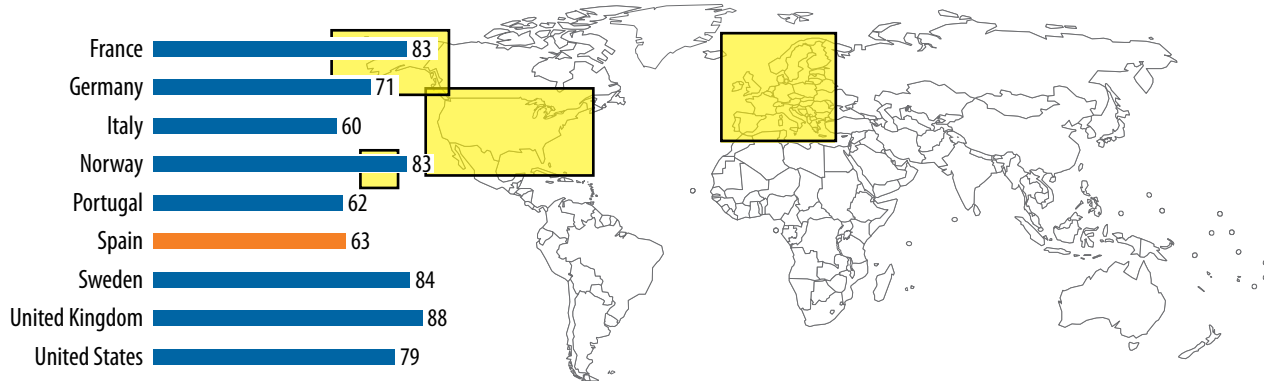 France 83
Germany 71
Italy 60
Norway 83
Portugal 62
Spain 63
Sweden 84
United Kingdom 88
United States 79